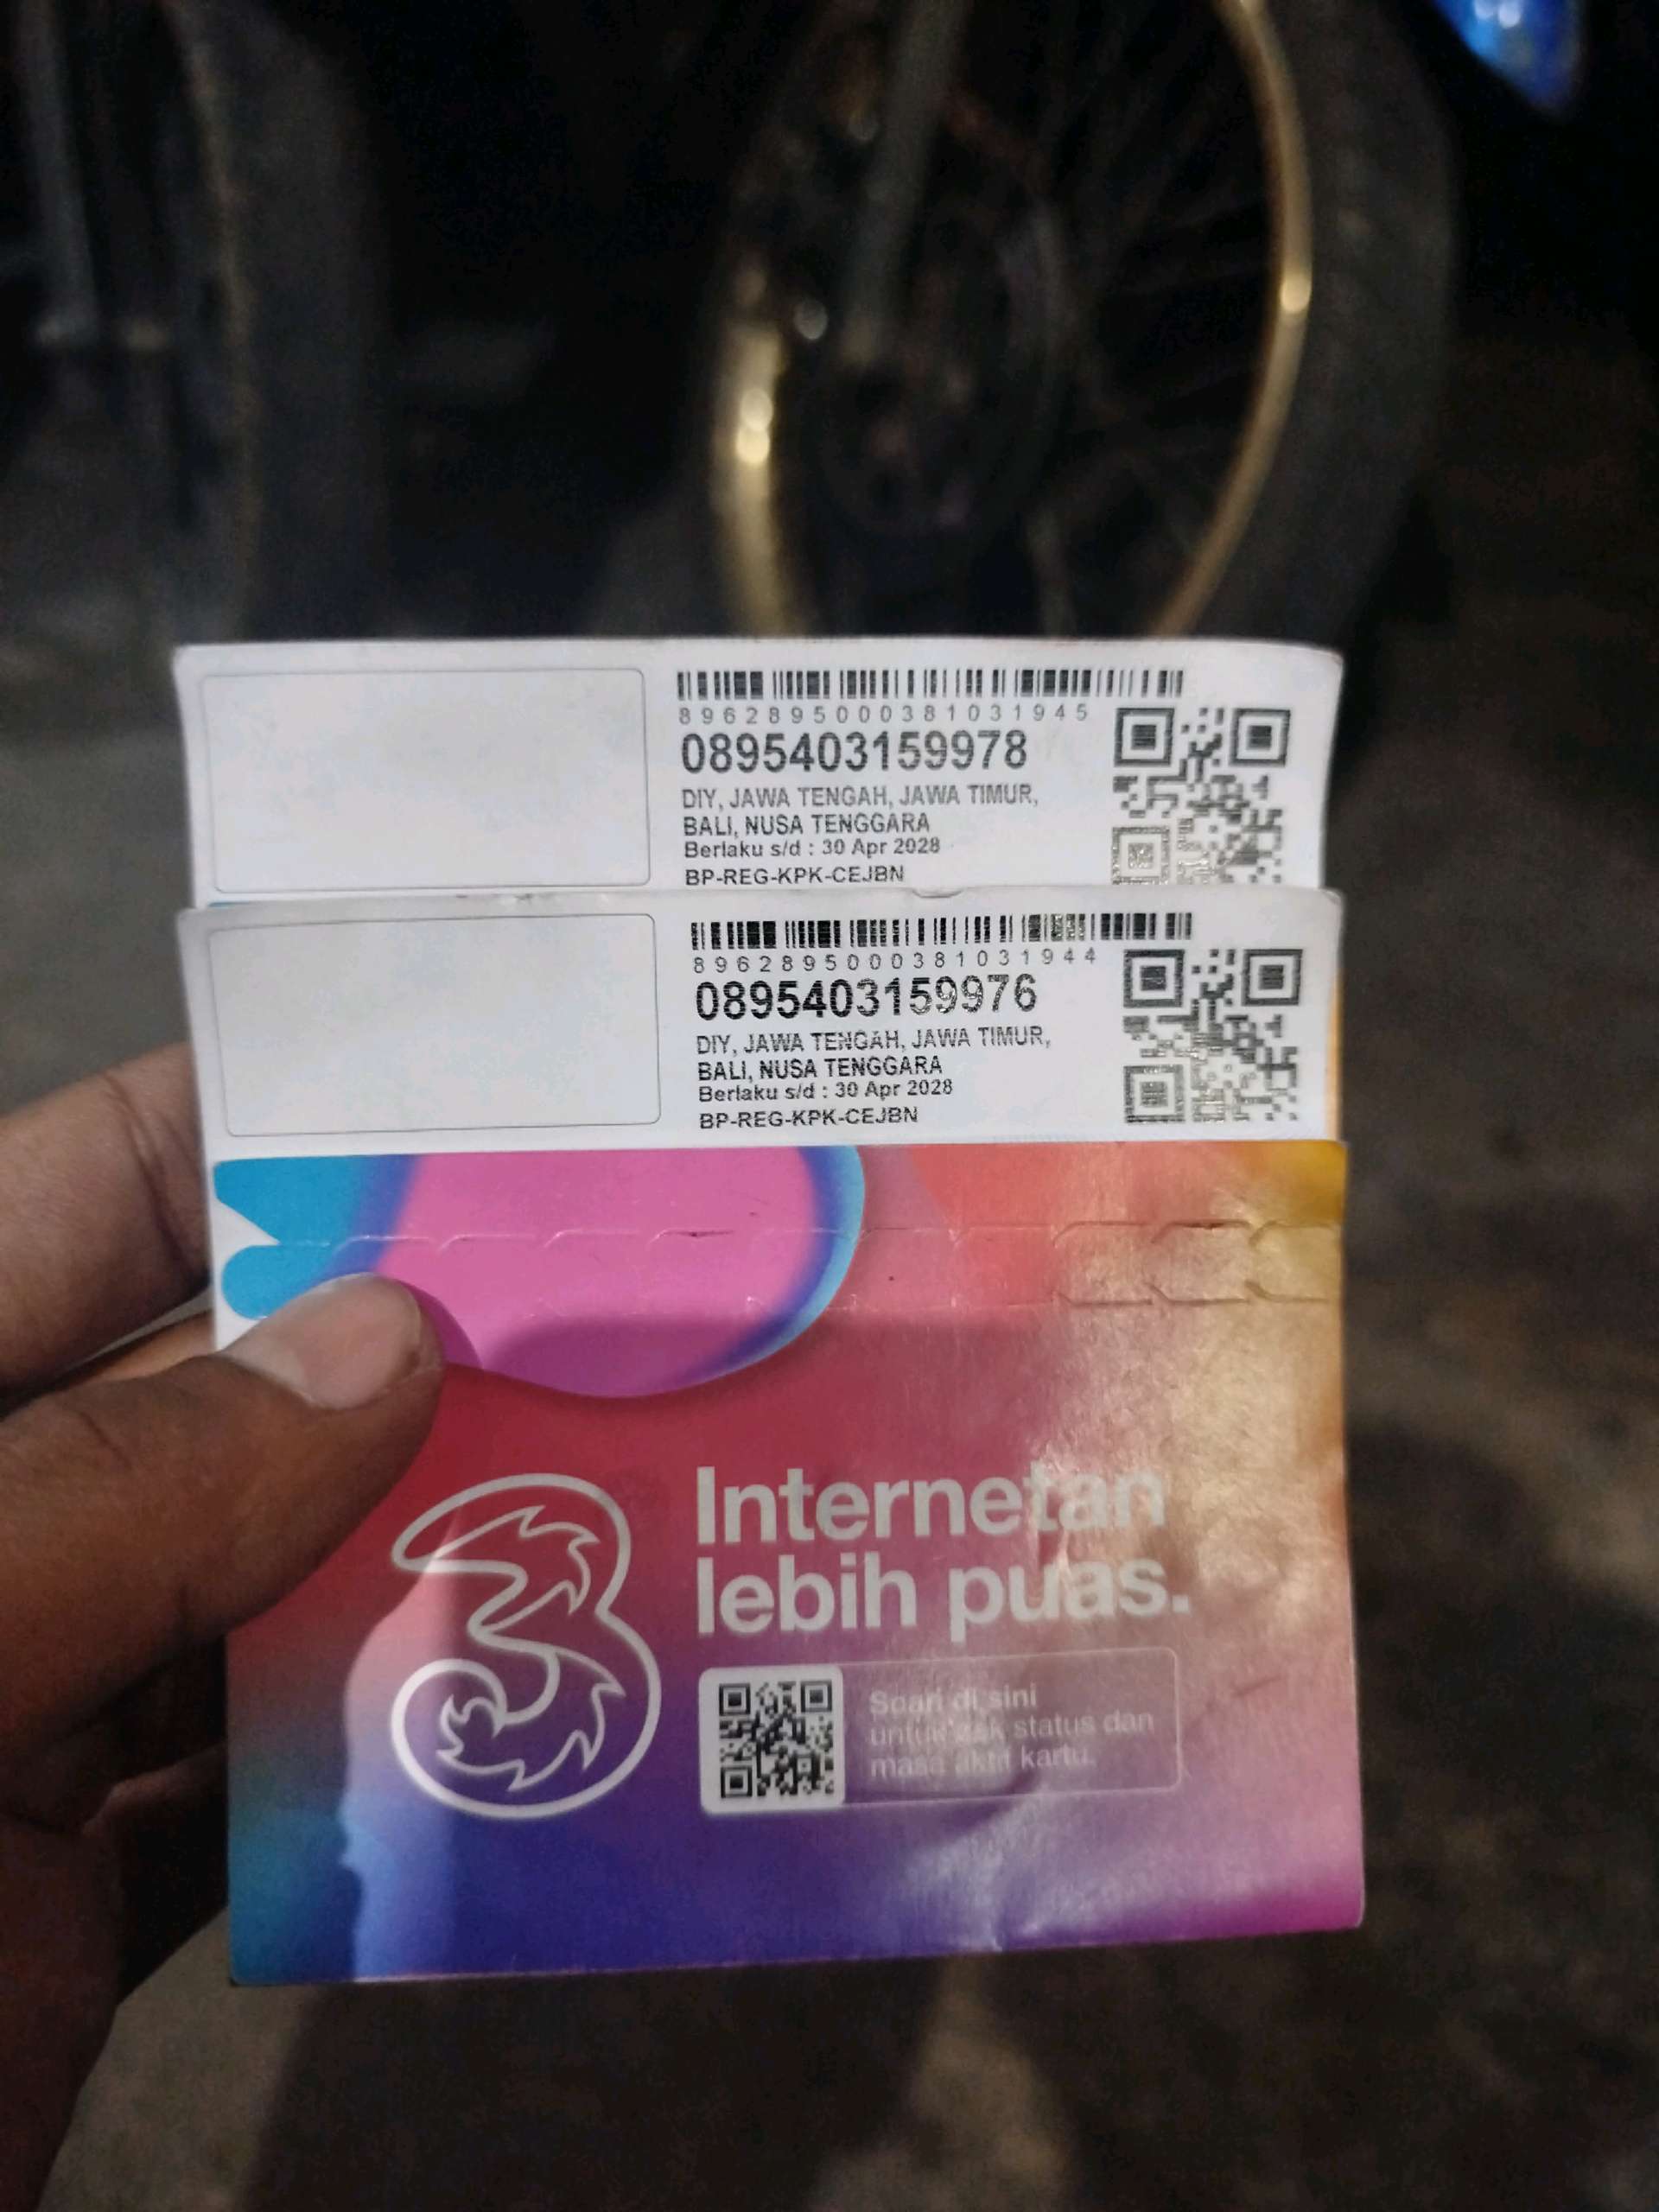 8962895000381031945
0895403159978
DIY, JAWA TENGAH, JAWA TIMUR,
BALI, NUSA TENGGARA
Berlaku s/d : 30 Apr 2028
BP-REG-KPK-CEJBN
8962895000381031944
0895403159976
DIY, JAWA TENGAH, JAWA TIMUR,
BALI, NUSA TENGGARA
Berlaku s/d : 30 Apr 2028
BP-REG-KPK-CEJBN
3
Internetan
lebih puas.
Scan di sini
untuk cek status dan
masa aktif kartu.